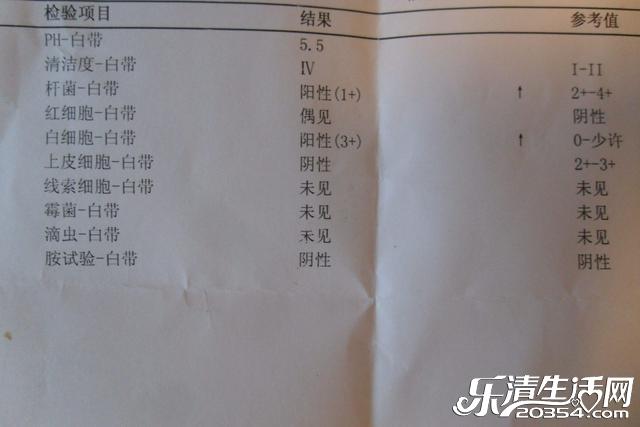 检验项目 结果 参考值
PH-白带 5.5
清洁度-白带 Ⅳ I-II
杆菌-白带 阳性(1+) ↑ 2+-4+
红细胞-白带 偶见 阴性
白细胞-白带 阳性(3+) ↑ 0-少许
上皮细胞-白带 阴性 2+-3+
线索细胞-白带 未见 未见
霉菌-白带 未见 未见
滴虫-白带 未见 未见
胺试验-白带 阴性 阴性
乐清生活网
20354.com